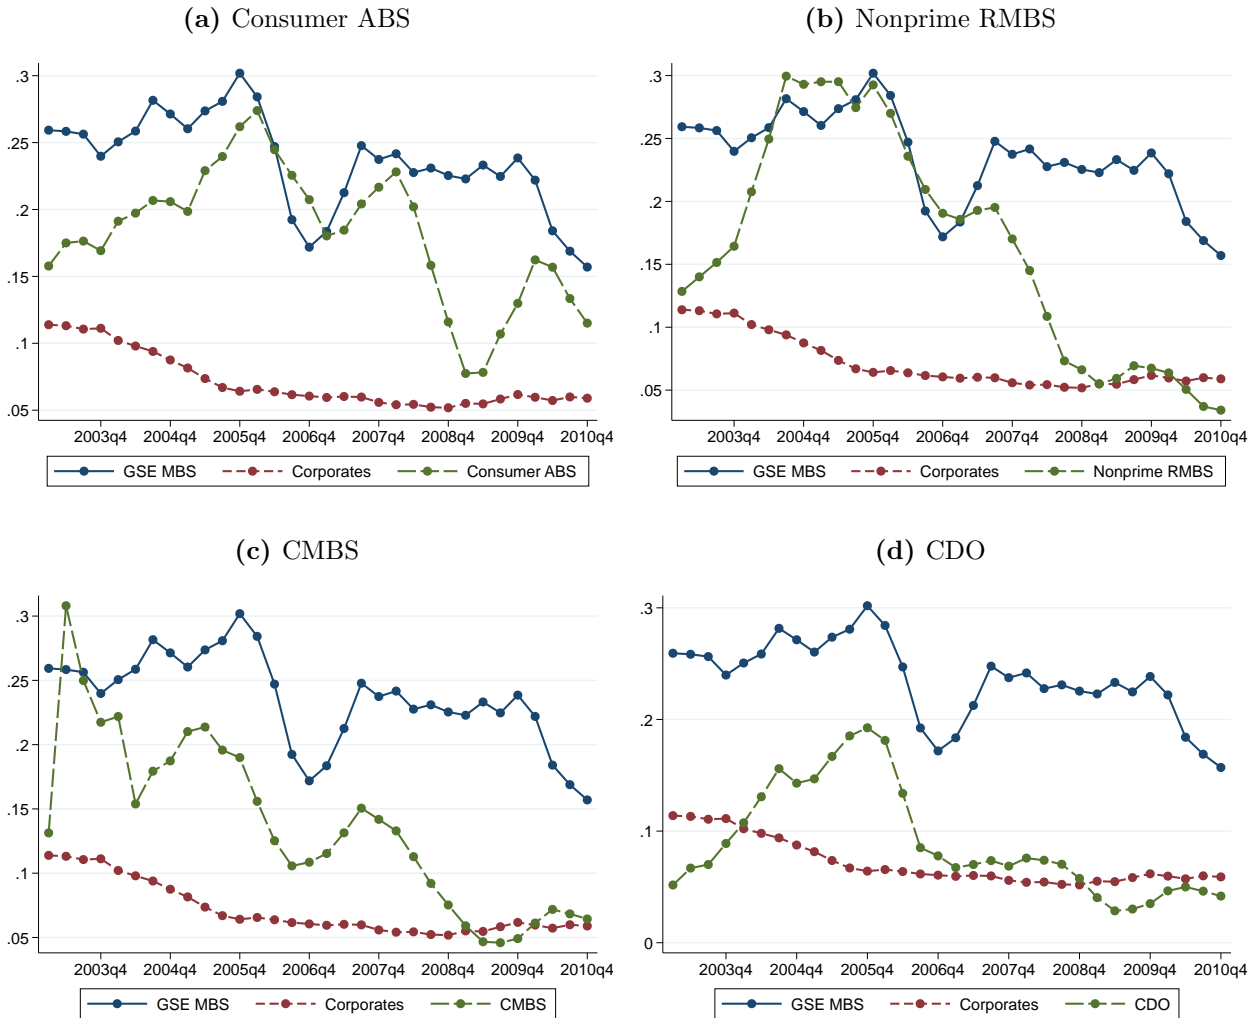 (a) Consumer ABS
.3
.25
.2
.15
.1
.05
2003q4 2004q4 2005q4 2006q4 2007q4 2008q4 2009q4 2010q4
GSE MBS Corporates Consumer ABS
(b) Nonprime RMBS
.3
.25
.2
.15
.1
.05
2003q4 2004q4 2005q4 2006q4 2007q4 2008q4 2009q4 2010q4
GSE MBS Corporates Nonprime RMBS
(c) CMBS
.3
.25
.2
.15
.1
.05
2003q4 2004q4 2005q4 2006q4 2007q4 2008q4 2009q4 2010q4
GSE MBS Corporates CMBS
(d) CDO
.3
.2
.1
0
2003q4 2004q4 2005q4 2006q4 2007q4 2008q4 2009q4 2010q4
GSE MBS Corporates CDO